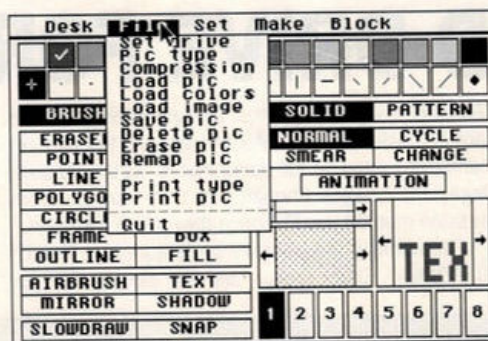 Desk File Set Make Block
Set drive
Pic type
Compression
Load pic
Load colors
Load image
Save pic
Delete pic
Erase pic
Remap pic
Print type
Print pic
Quit
BRUSH SOLID PATTERN
NORMAL CYCLE
POINT SMEAR CHANGE
LINE ANIMATION
CIRCLE
FRAME BOX
OUTLINE FILL
TEX
AIRBRUSH TEXT
MIRROR SHADOW
1 2 3 4 5 6 7 8
SLOWDRAW SNAP